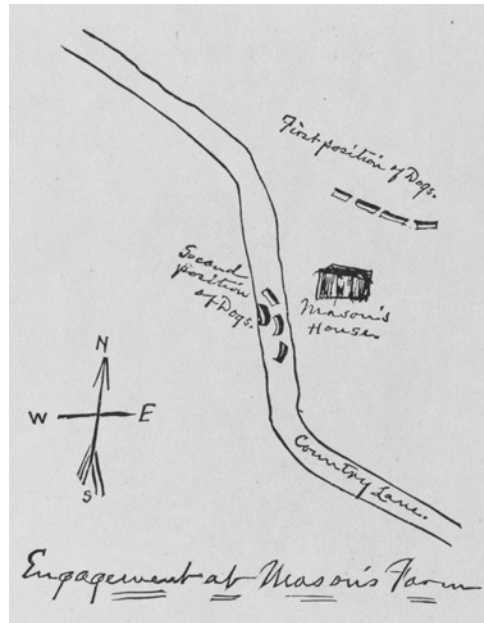 First position of Dogs.
Second
position
of Dogs.
Mason's
House.
N
W
E
S
Country Lane.
Engagement at Mason's Farm